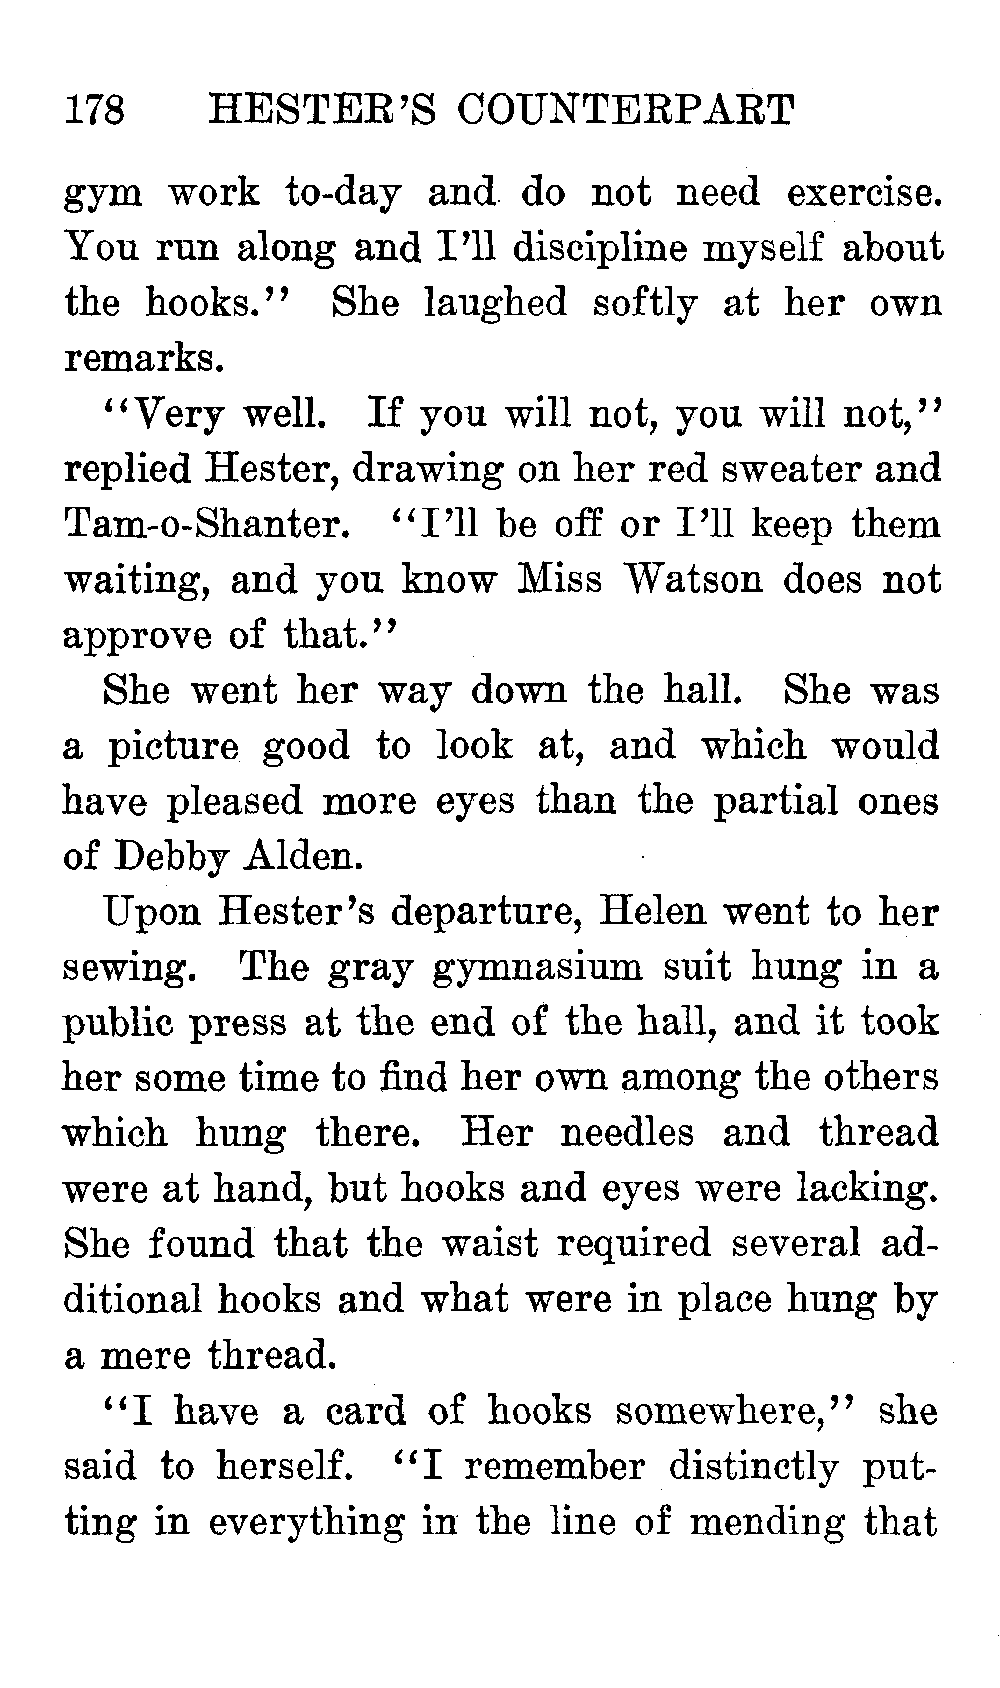 178 HESTER'S COUNTERPART
gym work to-day and do not need exercise.
You run along and I'll discipline myself about
the hooks." She laughed softly at her own
remarks.
"Very well. If you will not, you will not,"
replied Hester, drawing on her red sweater and
Tam-o-Shanter. "I'll be off or I'll keep them
waiting, and you know Miss Watson does not
approve of that."
She went her way down the hall. She was
a picture good to look at, and which would
have pleased more eyes than the partial ones
of Debby Alden.
Upon Hester's departure, Helen went to her
sewing. The gray gymnasium suit hung in a
public press at the end of the hall, and it took
her some time to find her own among the others
which hung there. Her needles and thread
were at hand, but hooks and eyes were lacking.
She found that the waist required several ad-
ditional hooks and what were in place hung by
a mere thread.
"I have a card of hooks somewhere," she
said to herself. "I remember distinctly put-
ting in everything in the line of mending that